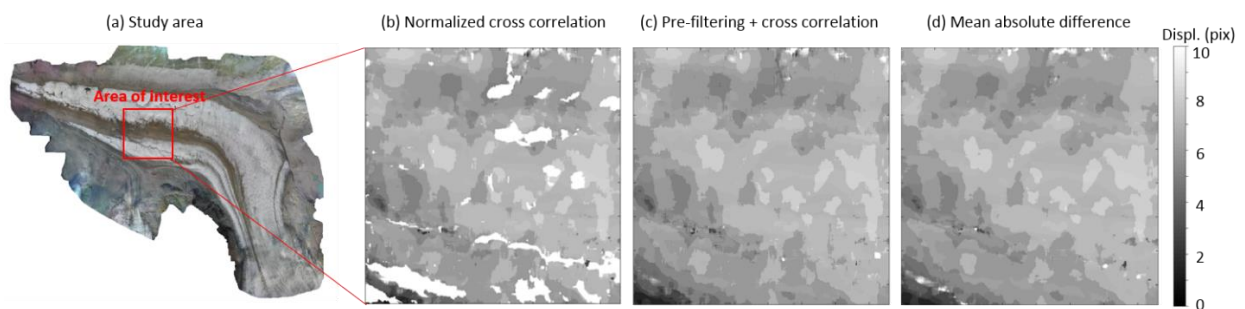 (a) Study area
(b) Normalized cross correlation
(c) Pre-filtering + cross correlation
(d) Mean absolute difference
Displ. (pix)
Area of Interest
10
8
6
4
2
0